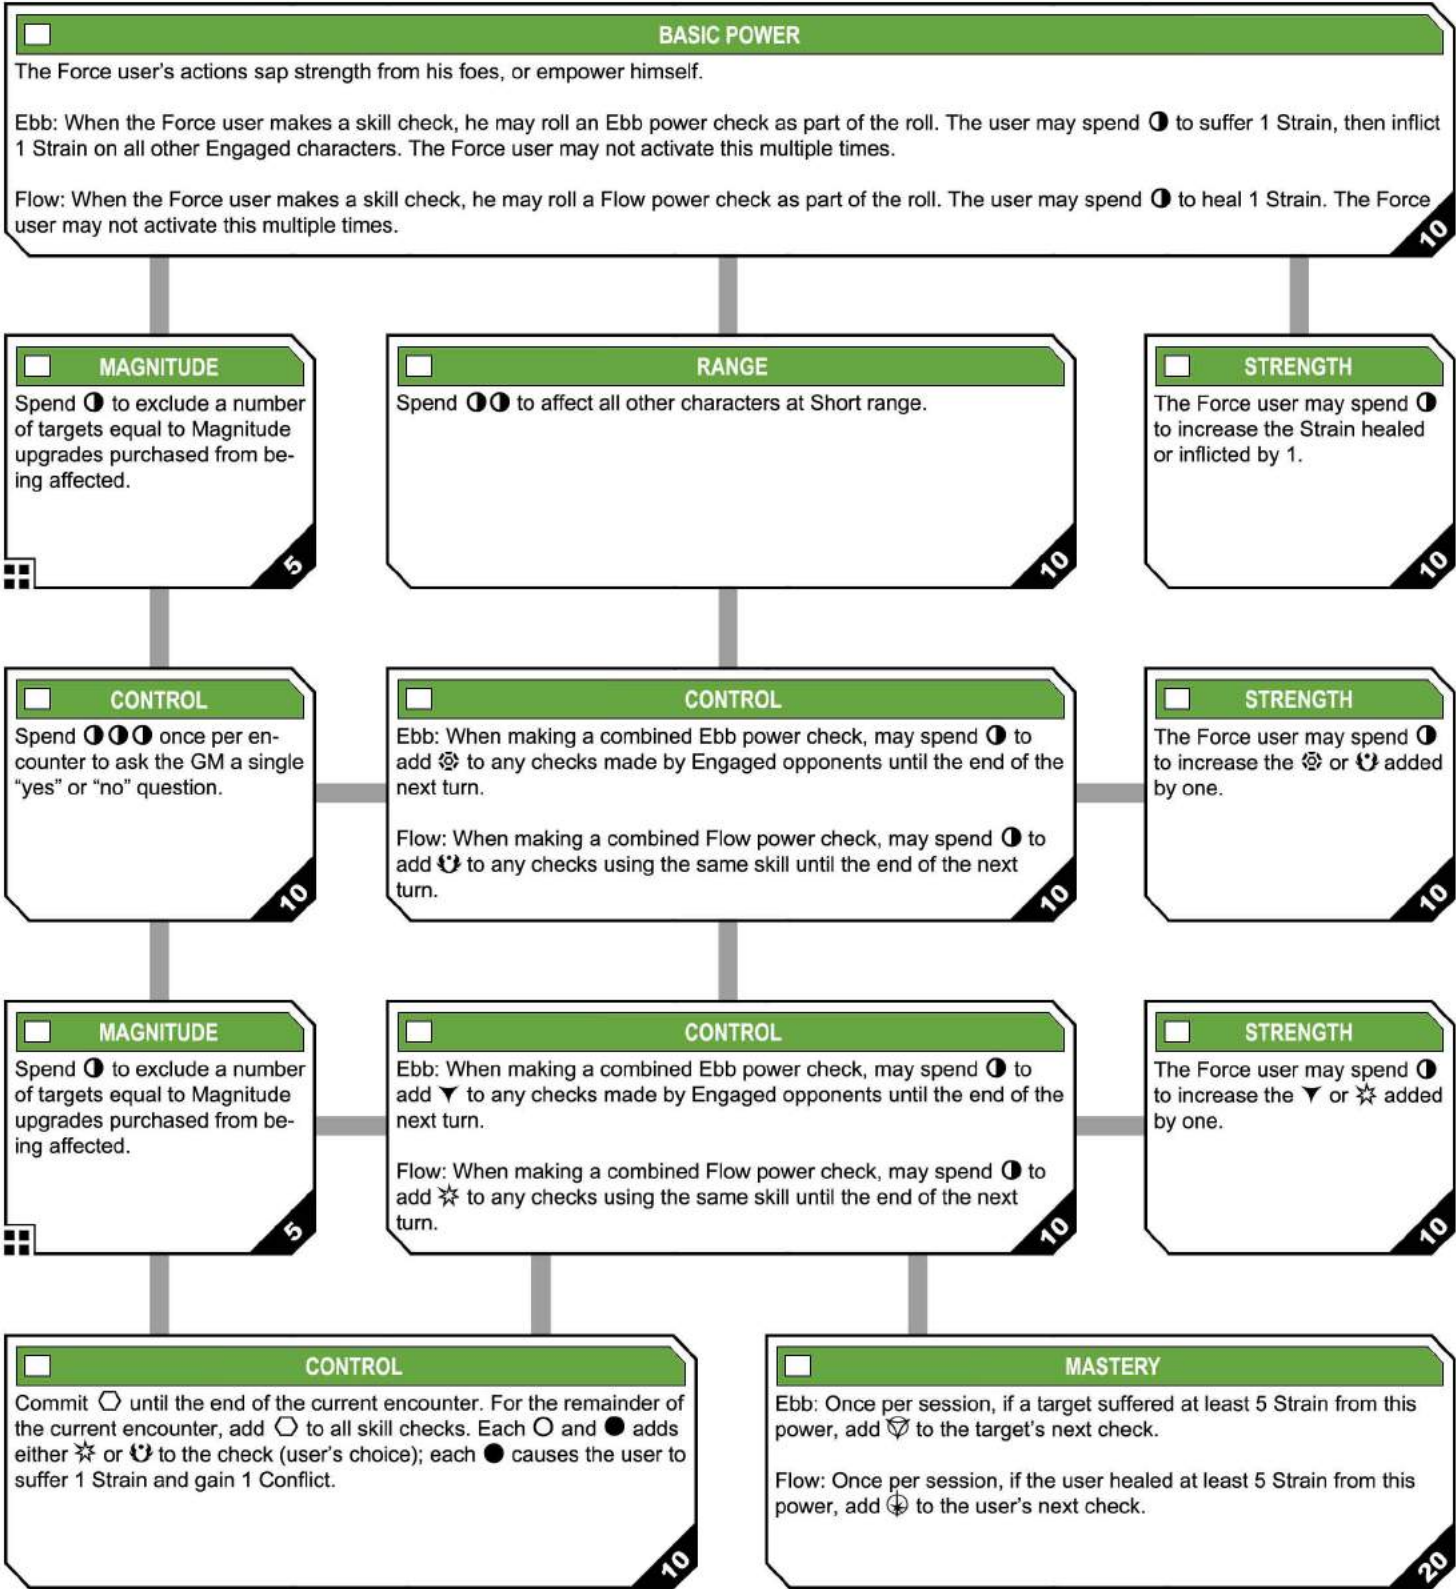 BASIC POWER
The Force user's actions sap strength from his foes, or empower himself.
Ebb: When the Force user makes a skill check, he may roll an Ebb power check as part of the roll. The user may spend ◑ to suffer 1 Strain, then inflict
1 Strain on all other Engaged characters. The Force user may not activate this multiple times.
Flow: When the Force user makes a skill check, he may roll a Flow power check as part of the roll. The user may spend ◑ to heal 1 Strain. The Force
user may not activate this multiple times.
10
MAGNITUDE
Spend ◑ to exclude a number
of targets equal to Magnitude
upgrades purchased from be-
ing affected.
5
RANGE
Spend ◑◑ to affect all other characters at Short range.
10
STRENGTH
The Force user may spend ◑
to increase the Strain healed
or inflicted by 1.
10
CONTROL
Spend ◑◑◑ once per en-
counter to ask the GM a single
“yes” or “no” question.
10
CONTROL
Ebb: When making a combined Ebb power check, may spend ◑ to
add to any checks made by Engaged opponents until the end of the
next turn.
Flow: When making a combined Flow power check, may spend ◑ to
add to any checks using the same skill until the end of the next
turn.
10
STRENGTH
The Force user may spend ◑
to increase the or added
by one.
10
MAGNITUDE
Spend ◑ to exclude a number
of targets equal to Magnitude
upgrades purchased from be-
ing affected.
5
CONTROL
Ebb: When making a combined Ebb power check, may spend ◑ to
add to any checks made by Engaged opponents until the end of the
next turn.
Flow: When making a combined Flow power check, may spend ◑ to
add to any checks using the same skill until the end of the next
turn.
10
STRENGTH
The Force user may spend ◑
to increase the or added
by one.
10
CONTROL
Commit ⬡ until the end of the current encounter. For the remainder of
the current encounter, add ⬡ to all skill checks. Each ○ and ● adds
either or to the check (user's choice); each ● causes the user to
suffer 1 Strain and gain 1 Conflict.
10
MASTERY
Ebb: Once per session, if a target suffered at least 5 Strain from this
power, add to the target's next check.
Flow: Once per session, if the user healed at least 5 Strain from this
power, add to the user's next check.
20